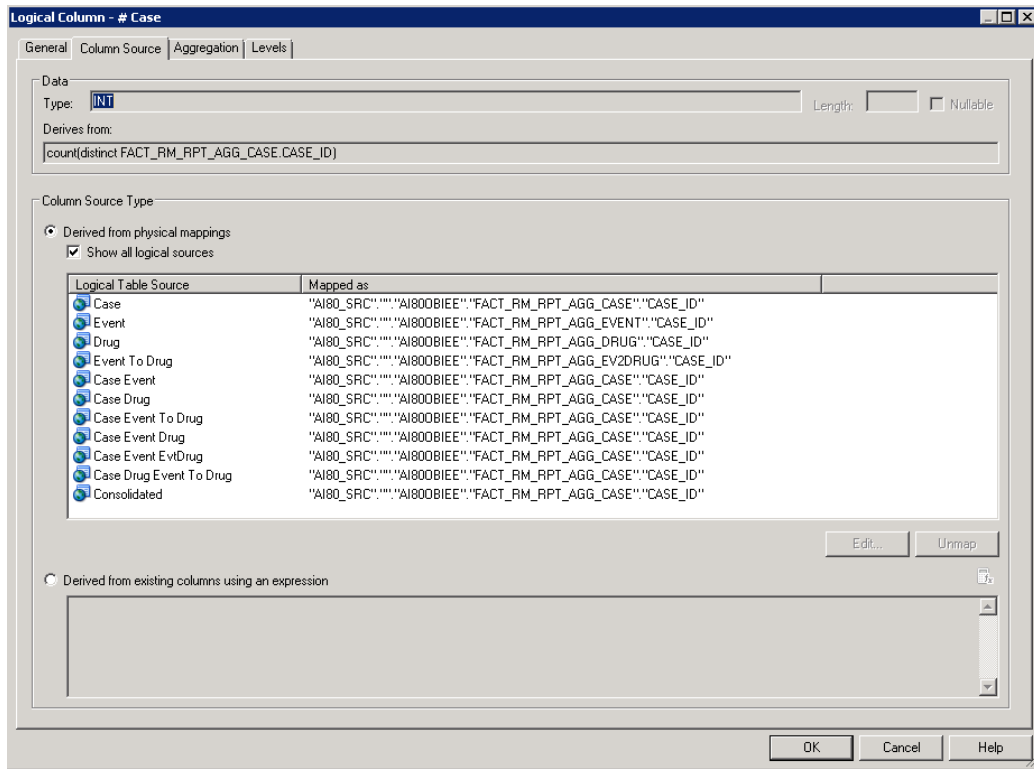 Logical Column - # Case
General Column Source Aggregation Levels
Data
Type: INT Length: Nullable
Derives from:
count(distinct FACT_RM_RPT_AGG_CASE.CASE_ID)
Column Source Type
Derived from physical mappings
Show all logical sources
Logical Table Source Mapped as
Case "AI80_SRC".""."AI80OBIEE"."FACT_RM_RPT_AGG_CASE"."CASE_ID"
Event "AI80_SRC".""."AI80OBIEE"."FACT_RM_RPT_AGG_EVENT"."CASE_ID"
Drug "AI80_SRC".""."AI80OBIEE"."FACT_RM_RPT_AGG_DRUG"."CASE_ID"
Event To Drug "AI80_SRC".""."AI80OBIEE"."FACT_RM_RPT_AGG_EV2DRUG"."CASE_ID"
Case Event "AI80_SRC".""."AI80OBIEE"."FACT_RM_RPT_AGG_CASE"."CASE_ID"
Case Drug "AI80_SRC".""."AI80OBIEE"."FACT_RM_RPT_AGG_CASE"."CASE_ID"
Case Event To Drug "AI80_SRC".""."AI80OBIEE"."FACT_RM_RPT_AGG_CASE"."CASE_ID"
Case Event Drug "AI80_SRC".""."AI80OBIEE"."FACT_RM_RPT_AGG_CASE"."CASE_ID"
Case Event EvtDrug "AI80_SRC".""."AI80OBIEE"."FACT_RM_RPT_AGG_CASE"."CASE_ID"
Case Drug Event To Drug "AI80_SRC".""."AI80OBIEE"."FACT_RM_RPT_AGG_CASE"."CASE_ID"
Consolidated "AI80_SRC".""."AI80OBIEE"."FACT_RM_RPT_AGG_CASE"."CASE_ID"
Edit... Unmap
Derived from existing columns using an expression
OK Cancel Help